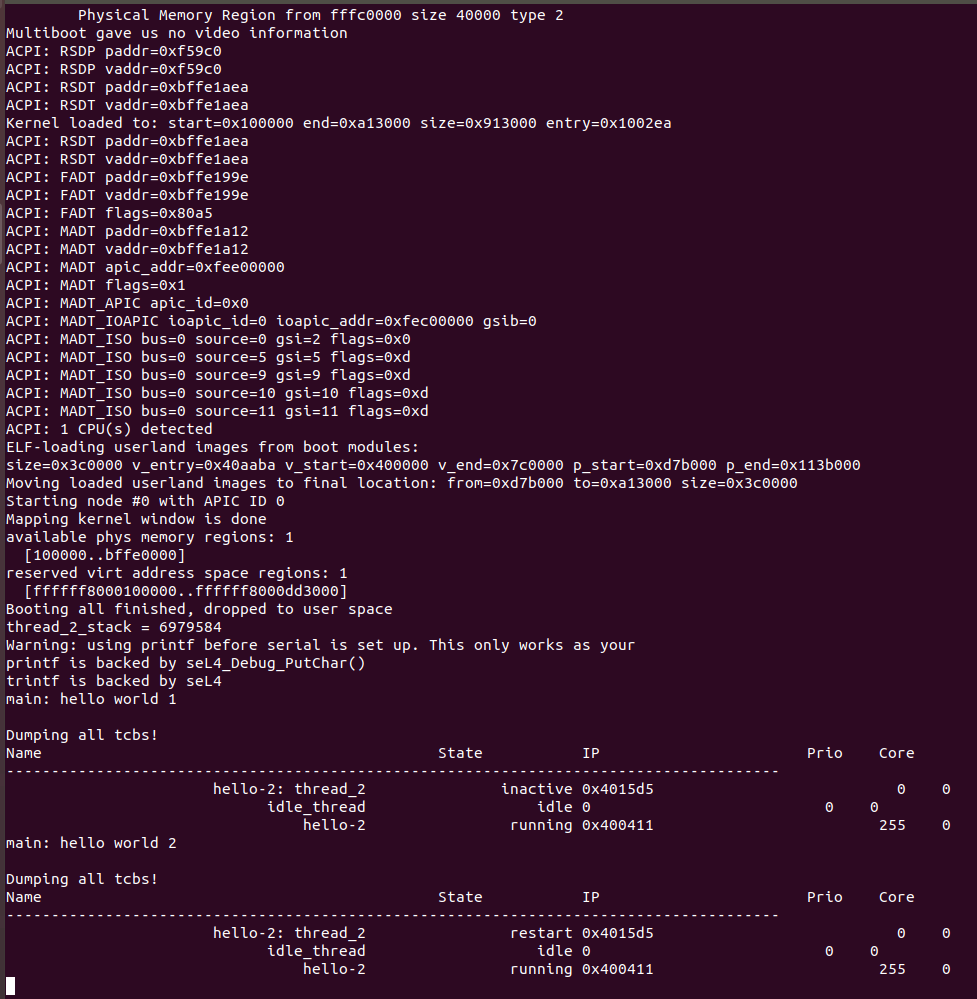 Physical Memory Region from fffc0000 size 40000 type 2
Multiboot gave us no video information
ACPI: RSDP paddr=0xf59c0
ACPI: RSDP vaddr=0xf59c0
ACPI: RSDT paddr=0xbffe1aea
ACPI: RSDT vaddr=0xbffe1aea
Kernel loaded to: start=0x100000 end=0xa13000 size=0x913000 entry=0x1002ea
ACPI: RSDT paddr=0xbffe1aea
ACPI: RSDT vaddr=0xbffe1aea
ACPI: FADT paddr=0xbffe199e
ACPI: FADT vaddr=0xbffe199e
ACPI: FADT flags=0x80a5
ACPI: MADT paddr=0xbffe1a12
ACPI: MADT vaddr=0xbffe1a12
ACPI: MADT apic_addr=0xfee00000
ACPI: MADT flags=0x1
ACPI: MADT_APIC apic_id=0x0
ACPI: MADT_IOAPIC ioapic_id=0 ioapic_addr=0xfec00000 gsib=0
ACPI: MADT_ISO bus=0 source=0 gsi=2 flags=0x0
ACPI: MADT_ISO bus=0 source=5 gsi=5 flags=0xd
ACPI: MADT_ISO bus=0 source=9 gsi=9 flags=0xd
ACPI: MADT_ISO bus=0 source=10 gsi=10 flags=0xd
ACPI: MADT_ISO bus=0 source=11 gsi=11 flags=0xd
ACPI: 1 CPU(s) detected
ELF-loading userland images from boot modules:
size=0x3c0000 v_entry=0x40aaba v_start=0x400000 v_end=0x7c0000 p_start=0xd7b000 p_end=0x113b000
Moving loaded userland images to final location: from=0xd7b000 to=0xa13000 size=0x3c0000
Starting node #0 with APIC ID 0
Mapping kernel window is done
available phys memory regions: 1
[100000..bffe0000]
reserved virt address space regions: 1
[ffffff8000100000..ffffff8000dd3000]
Booting all finished, dropped to user space
thread_2_stack = 6979584
Warning: using printf before serial is set up. This only works as your
printf is backed by seL4_Debug_PutChar()
trintf is backed by seL4
main: hello world 1
Dumping all tcbs!
Name State IP Prio Core
--------------------------------------------------------------------------------------
hello-2: thread_2 inactive 0x4015d5 0 0
idle_thread idle 0 0 0
hello-2 running 0x400411 255 0
main: hello world 2
Dumping all tcbs!
Name State IP Prio Core
--------------------------------------------------------------------------------------
hello-2: thread_2 restart 0x4015d5 0 0
idle_thread idle 0 0 0
hello-2 running 0x400411 255 0